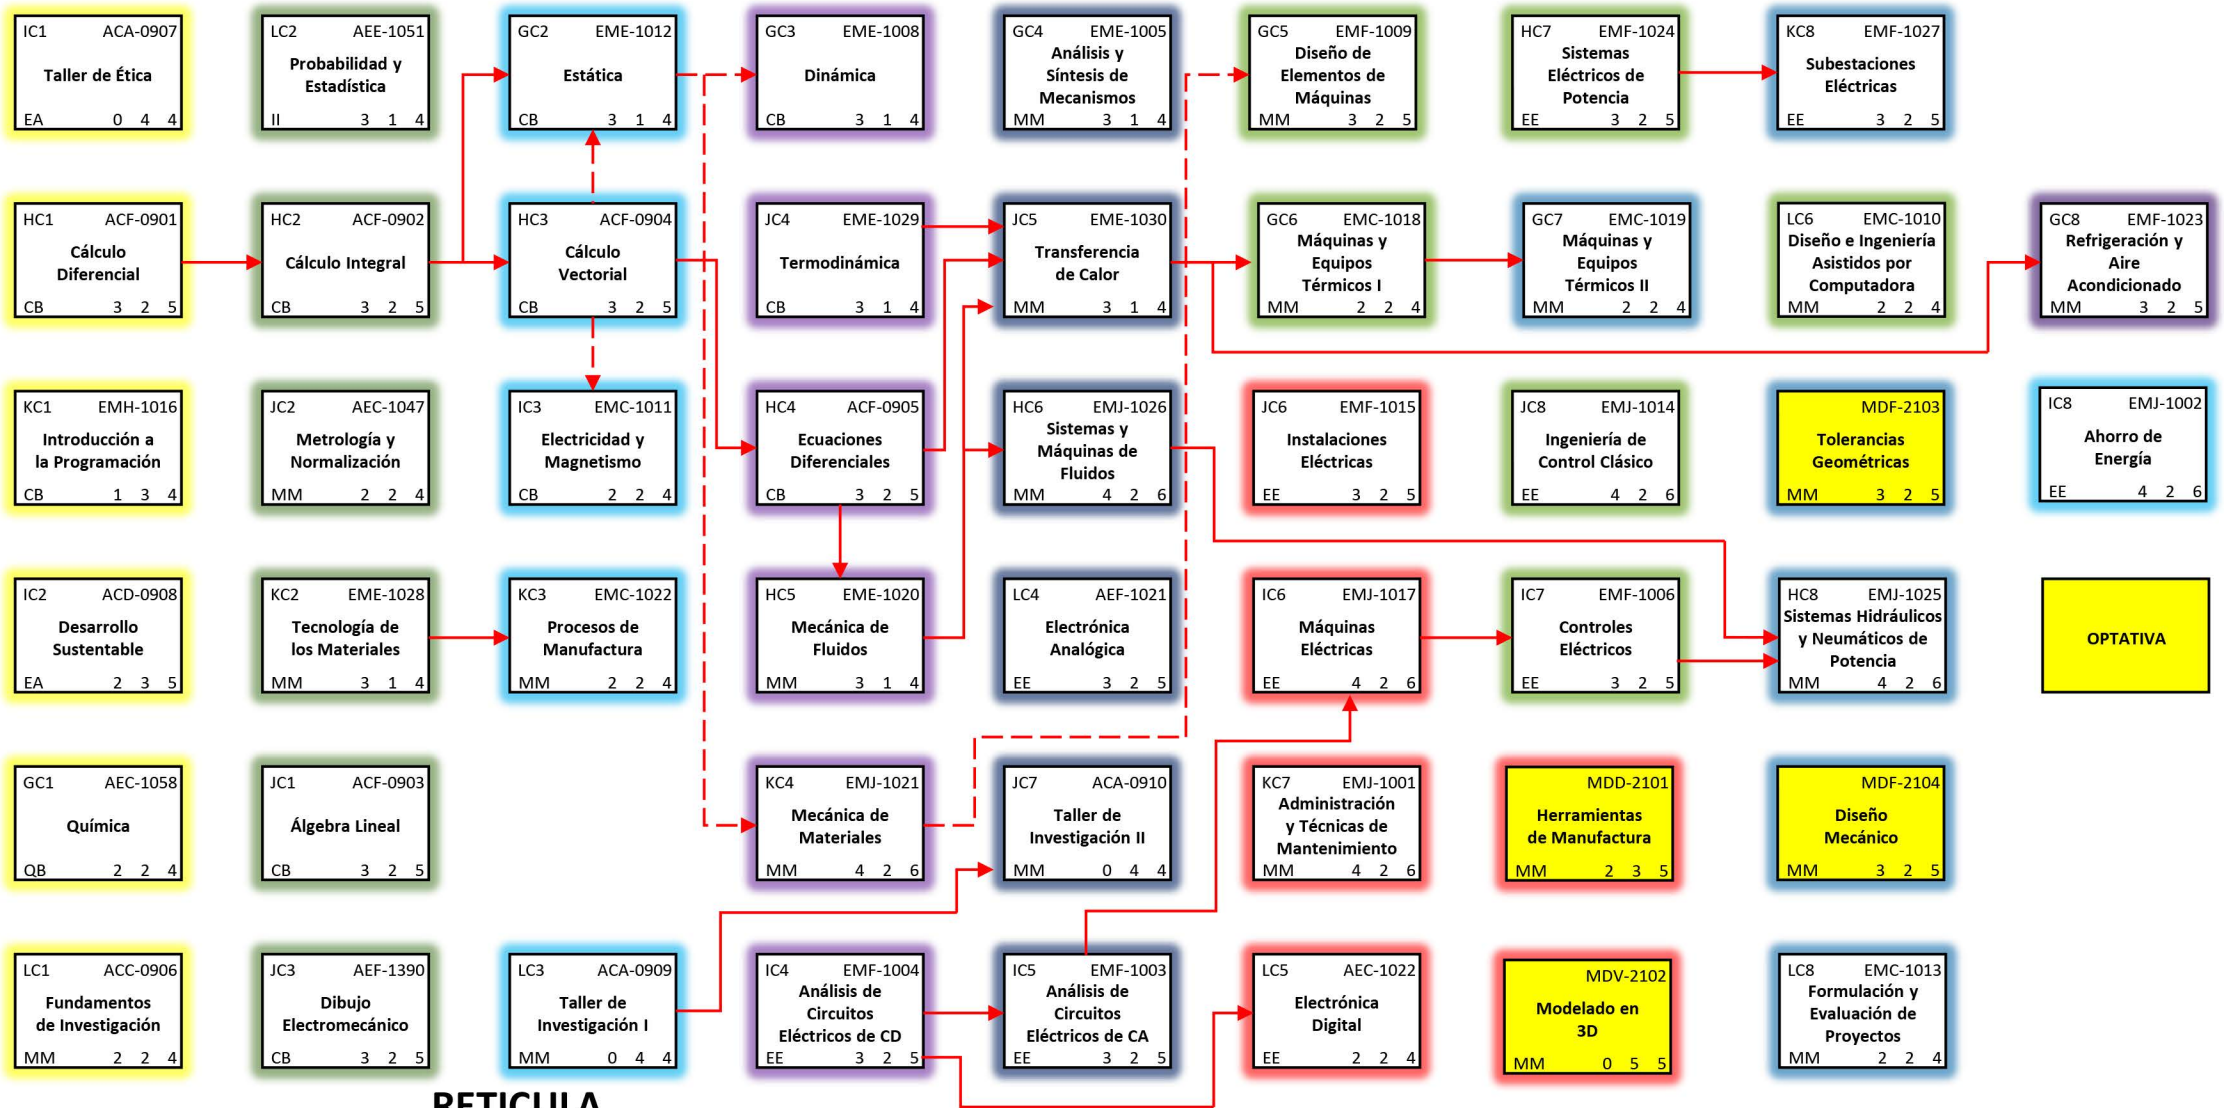 IC1 ACA-0907
Taller de Ética
EA 0 4 4
LC2 AEE-1051
Probabilidad y
Estadística
II 3 1 4
GC2 EME-1012
Estática
CB 3 1 4
GC3 EME-1008
Dinámica
CB 3 1 4
GC4 EME-1005
Análisis y
Síntesis de
Mecanismos
MM 3 1 4
GC5 EMF-1009
Diseño de
Elementos de
Máquinas
MM 3 2 5
HC7 EMF-1024
Sistemas
Eléctricos de
Potencia
EE 3 2 5
KC8 EMF-1027
Subestaciones
Eléctricas
EE 3 2 5
HC1 ACF-0901
Cálculo
Diferencial
CB 3 2 5
HC2 ACF-0902
Cálculo Integral
CB 3 2 5
HC3 ACF-0904
Cálculo
Vectorial
CB 3 2 5
JC4 EME-1029
Termodinámica
CB 3 1 4
JC5 EME-1030
Transferencia
de Calor
MM 3 1 4
GC6 EMC-1018
Máquinas y
Equipos
Térmicos I
MM 2 2 4
GC7 EMC-1019
Máquinas y
Equipos
Térmicos II
MM 2 2 4
LC6 EMC-1010
Diseño e Ingeniería
Asistidos por
Computadora
MM 2 2 4
GC8 EMF-1023
Refrigeración y
Aire
Acondicionado
MM 3 2 5
KC1 EMH-1016
Introducción a
la Programación
CB 1 3 4
JC2 AEC-1047
Metrología y
Normalización
MM 2 2 4
IC3 EMC-1011
Electricidad y
Magnetismo
CB 2 2 4
HC4 ACF-0905
Ecuaciones
Diferenciales
CB 3 2 5
HC6 EMJ-1026
Sistemas y
Máquinas de
Fluidos
MM 4 2 6
JC6 EMF-1015
Instalaciones
Eléctricas
EE 3 2 5
JC8 EMJ-1014
Ingeniería de
Control Clásico
EE 4 2 6
MDF-2103
Tolerancias
Geométricas
MM 3 2 5
IC8 EMJ-1002
Ahorro de
Energía
EE 4 2 6
IC2 ACD-0908
Desarrollo
Sustentable
EA 2 3 5
KC2 EME-1028
Tecnología de
los Materiales
MM 3 1 4
KC3 EMC-1022
Procesos de
Manufactura
MM 2 2 4
HC5 EME-1020
Mecánica de
Fluidos
MM 3 1 4
LC4 AEF-1021
Electrónica
Analógica
EE 3 2 5
IC6 EMJ-1017
Máquinas
Eléctricas
EE 4 2 6
IC7 EMF-1006
Controles
Eléctricos
EE 3 2 5
HC8 EMJ-1025
Sistemas Hidráulicos
y Neumáticos de
Potencia
MM 4 2 6
OPTATIVA
GC1 AEC-1058
Química
QB 2 2 4
JC1 ACF-0903
Álgebra Lineal
CB 3 2 5
KC4 EMJ-1021
Mecánica de
Materiales
MM 4 2 6
JC7 ACA-0910
Taller de
Investigación II
MM 0 4 4
KC7 EMJ-1001
Administración
y Técnicas de
Mantenimiento
MM 4 2 6
MDD-2101
Herramientas
de Manufactura
MM 2 3 5
MDF-2104
Diseño
Mecánico
MM 3 2 5
LC1 ACC-0906
Fundamentos
de Investigación
MM 2 2 4
JC3 AEF-1390
Dibujo
Electromecánico
CB 3 2 5
LC3 ACA-0909
Taller de
Investigación I
MM 0 4 4
IC4 EMF-1004
Análisis de
Circuitos
Eléctricos de CD
EE 3 2 5
IC5 EMF-1003
Análisis de
Circuitos
Eléctricos de CA
EE 3 2 5
LC5 AEC-1022
Electrónica
Digital
EE 2 2 4
MDV-2102
Modelado en
3D
MM 0 5 5
LC8 EMC-1013
Formulación y
Evaluación de
Proyectos
MM 2 2 4
RETICULA